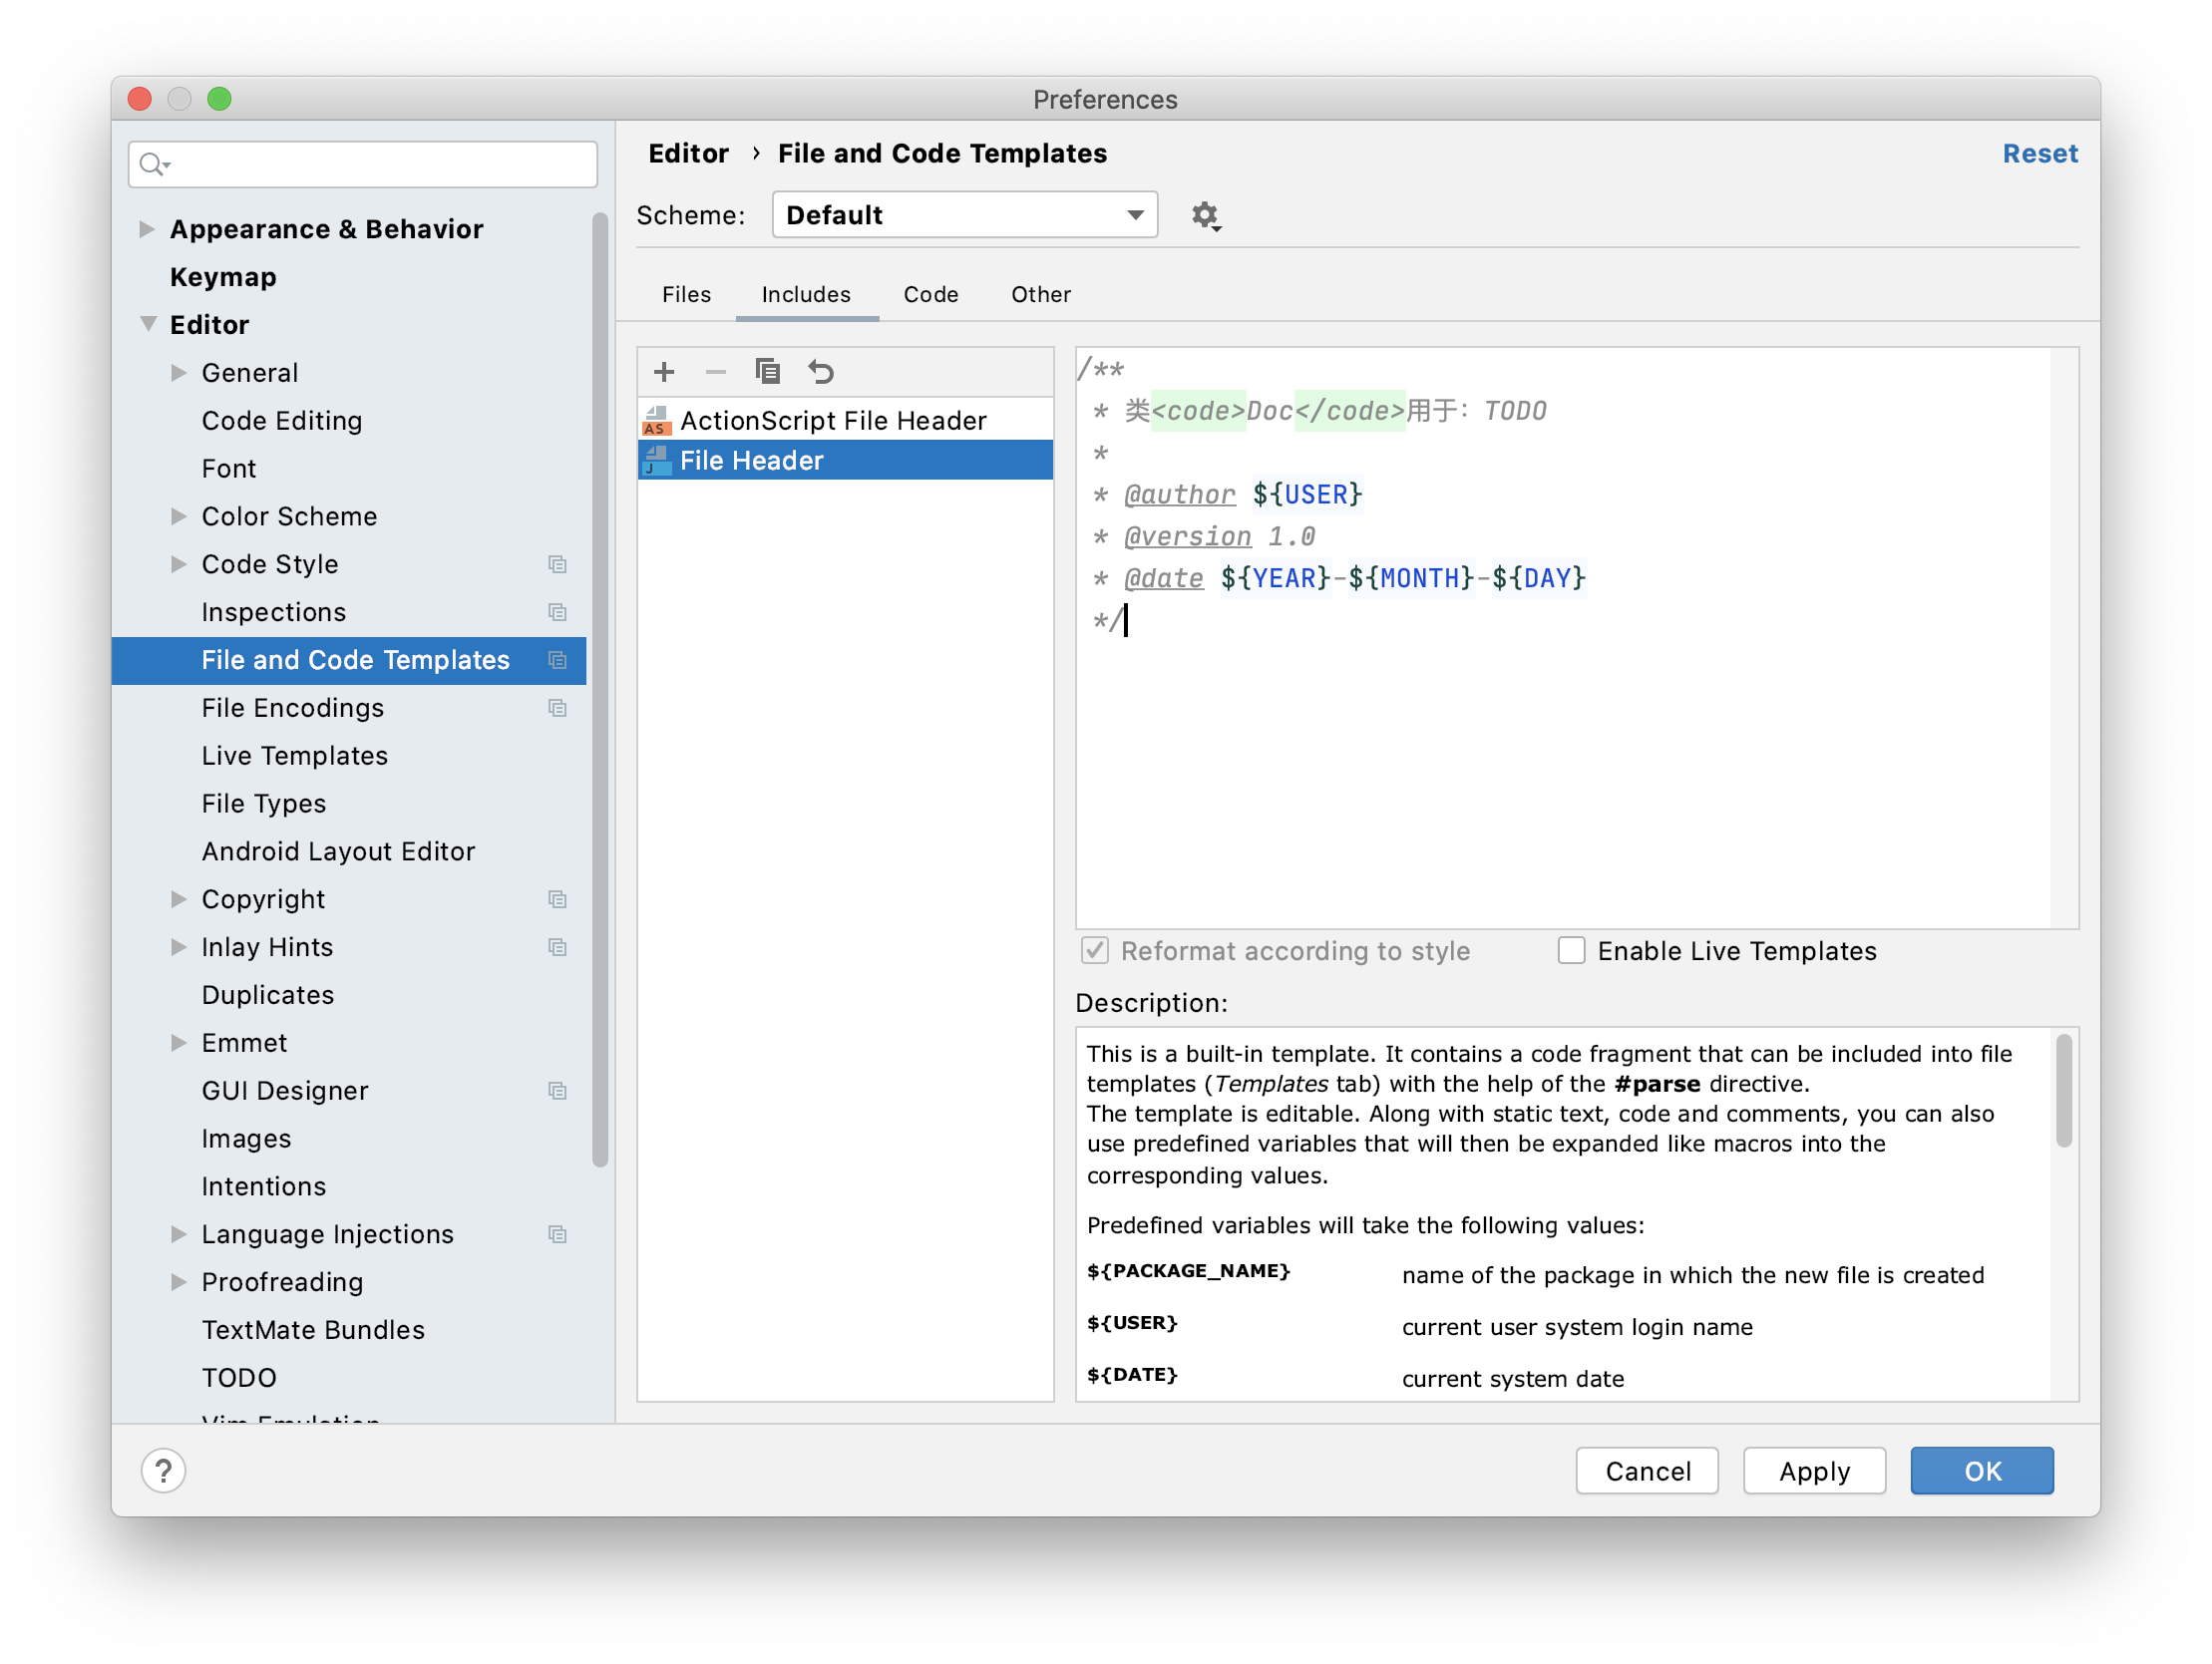 Preferences
Appearance & Behavior
Keymap
Editor
General
Code Editing
Font
Color Scheme
Code Style
Inspections
File and Code Templates
File Encodings
Live Templates
File Types
Android Layout Editor
Copyright
Inlay Hints
Duplicates
Emmet
GUI Designer
Images
Intentions
Language Injections
Proofreading
TextMate Bundles
TODO
Vim Emulation
?
Editor › File and Code Templates
Reset
Scheme: Default
Files Includes Code Other
AS ActionScript File Header
J File Header
/**
 * 类<code>Doc</code>用于：TODO
 *
 * @author ${USER}
 * @version 1.0
 * @date ${YEAR}-${MONTH}-${DAY}
 */
Reformat according to style
Enable Live Templates
Description:
This is a built-in template. It contains a code fragment that can be included into file
templates (Templates tab) with the help of the #parse directive.
The template is editable. Along with static text, code and comments, you can also
use predefined variables that will then be expanded like macros into the
corresponding values.
Predefined variables will take the following values:
${PACKAGE_NAME} name of the package in which the new file is created
${USER} current user system login name
${DATE} current system date
Cancel Apply OK